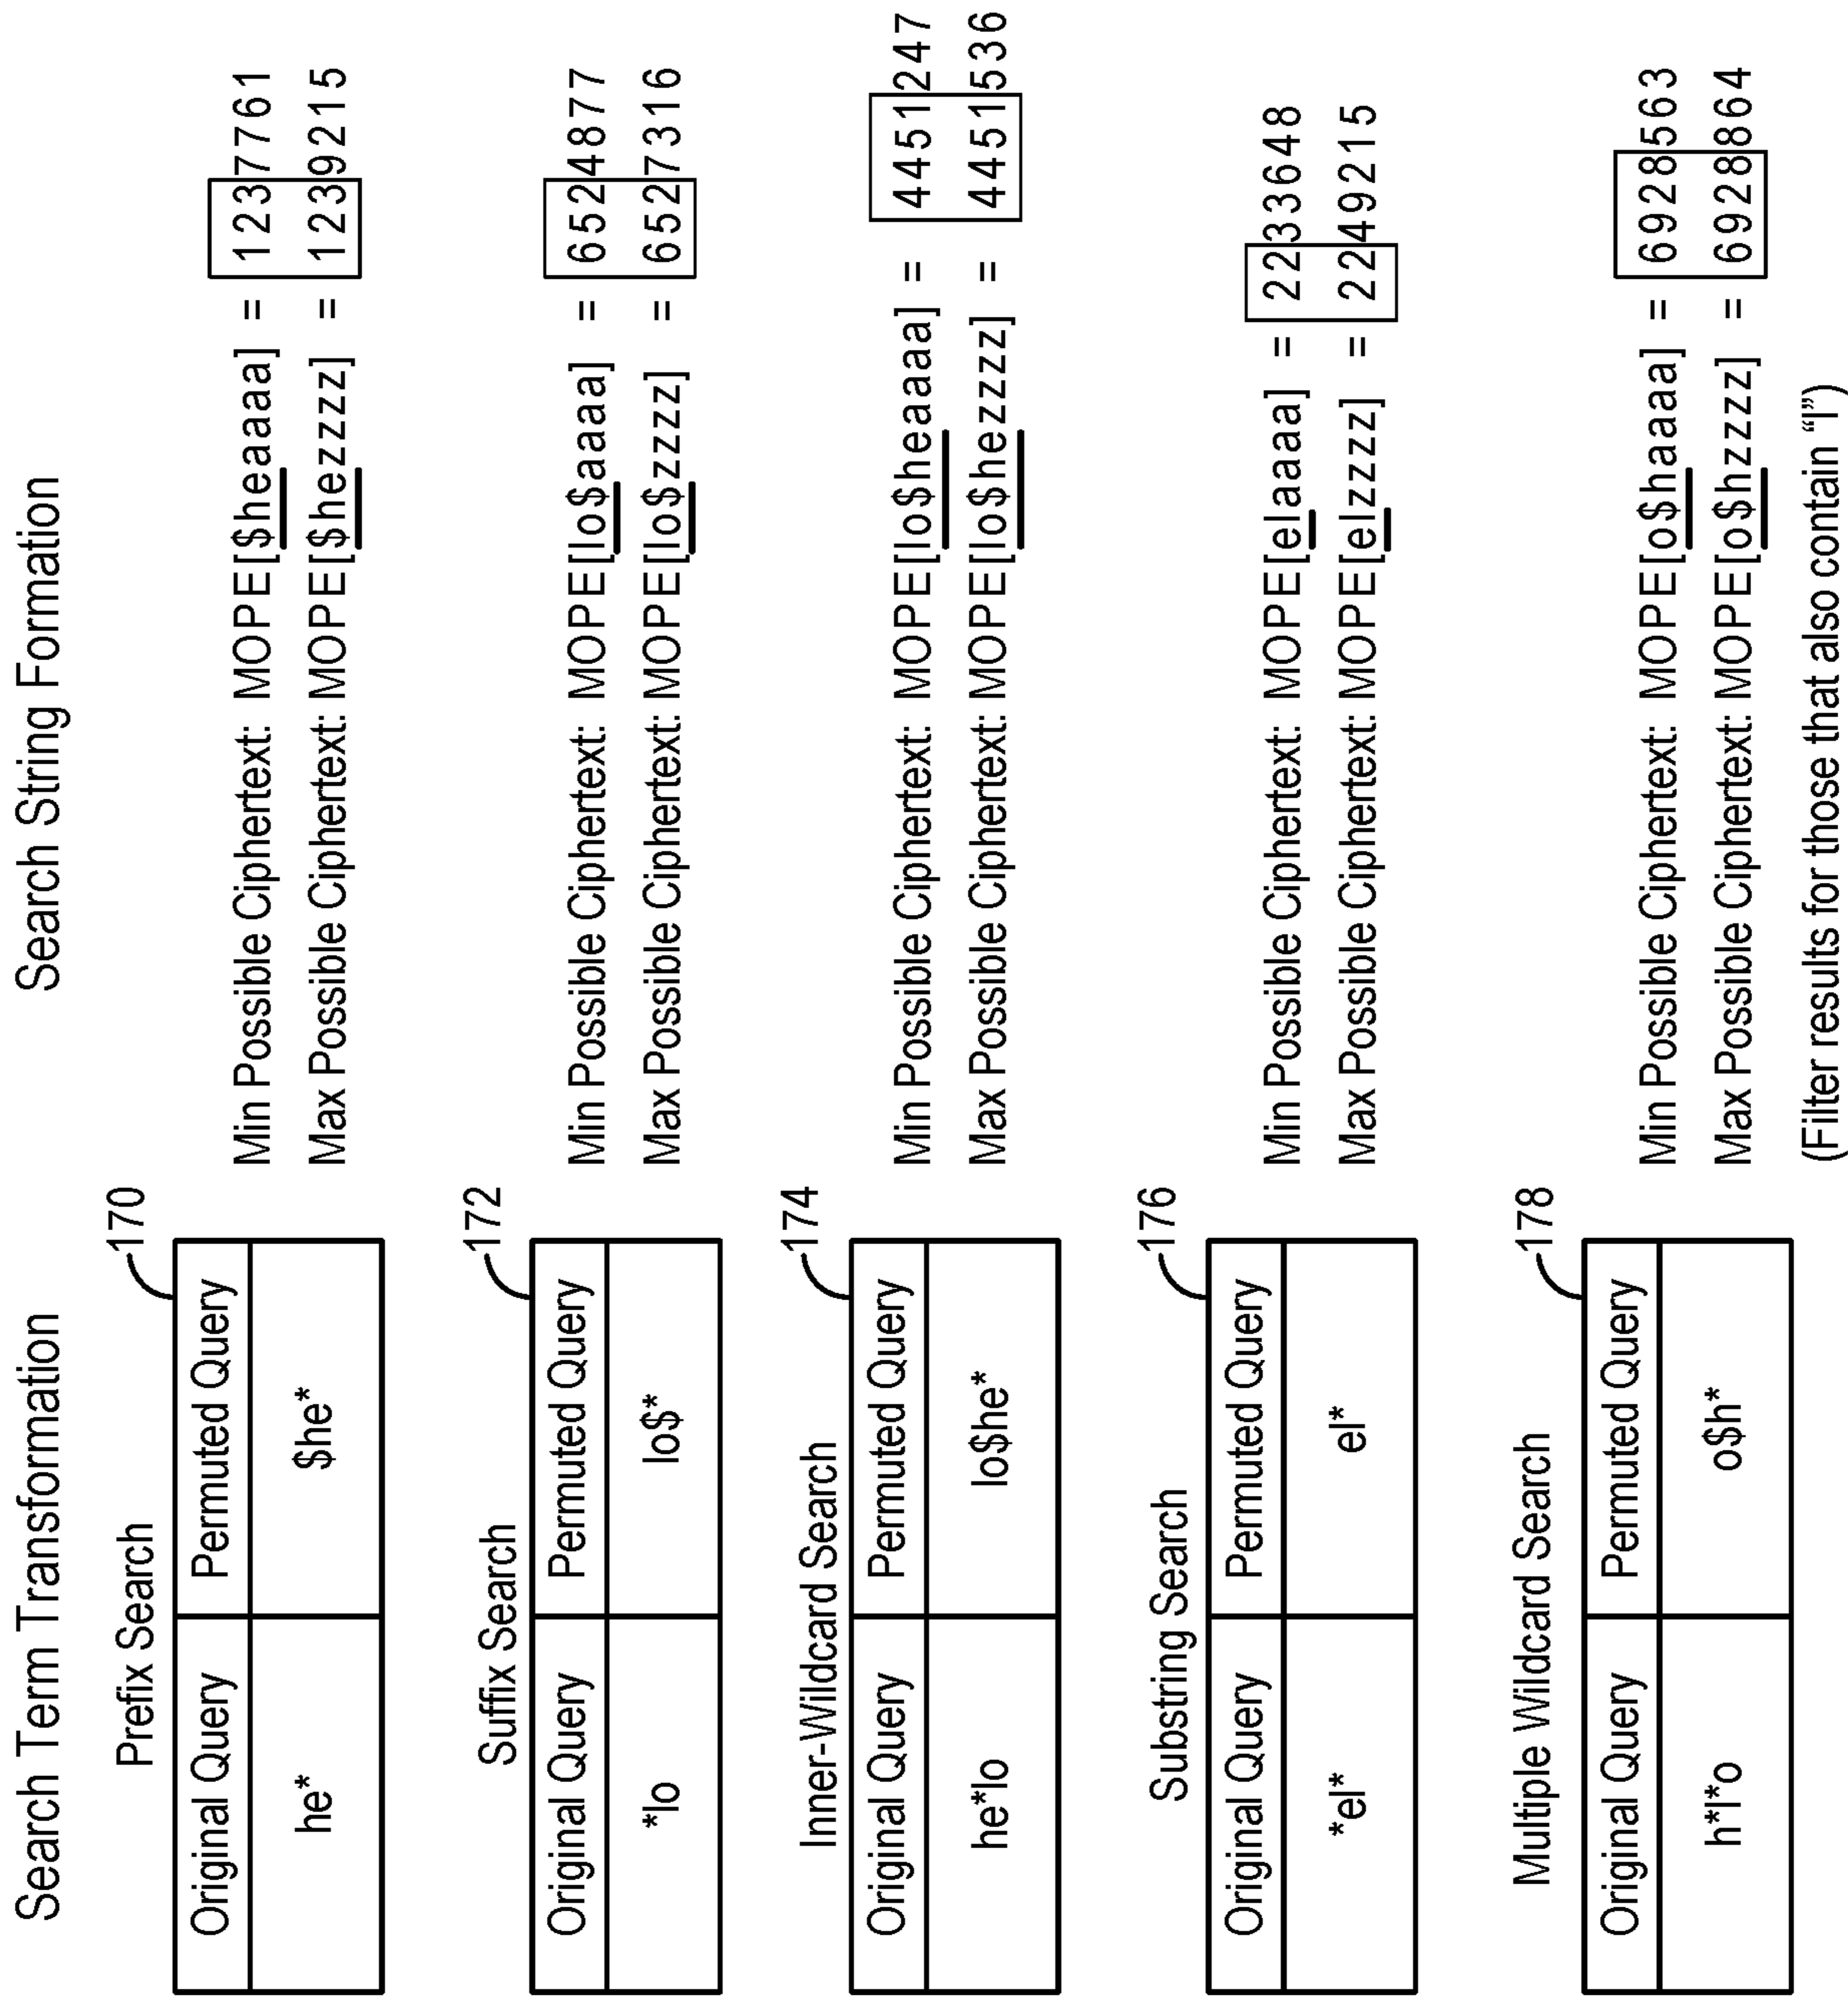 Search Term Transformation
Search String Formation
Prefix Search
170
Original Query
Permuted Query
he*
$he*
Min Possible Ciphertext: MOPE[$heaaaa] = 1237761
Max Possible Ciphertext: MOPE[$hezzzz] = 1239215
Suffix Search
172
Original Query
Permuted Query
*lo
lo$*
Min Possible Ciphertext: MOPE[lo$aaaa] = 6524877
Max Possible Ciphertext: MOPE[lo$zzzz] = 6527316
Inner-Wildcard Search
174
Original Query
Permuted Query
he*lo
lo$he*
Min Possible Ciphertext: MOPE[lo$heaaaa] = 4451247
Max Possible Ciphertext: MOPE[lo$hezzzz] = 4451536
Substring Search
176
Original Query
Permuted Query
*el*
el*
Min Possible Ciphertext: MOPE[elaaaa] = 2233648
Max Possible Ciphertext: MOPE[elzzzz] = 2249215
Multiple Wildcard Search
178
Original Query
Permuted Query
h*l*o
o$h*
Min Possible Ciphertext: MOPE[o$haaaa] = 6928563
Max Possible Ciphertext: MOPE[o$hzzzz] = 6928864
(Filter results for those that also contain “l”)